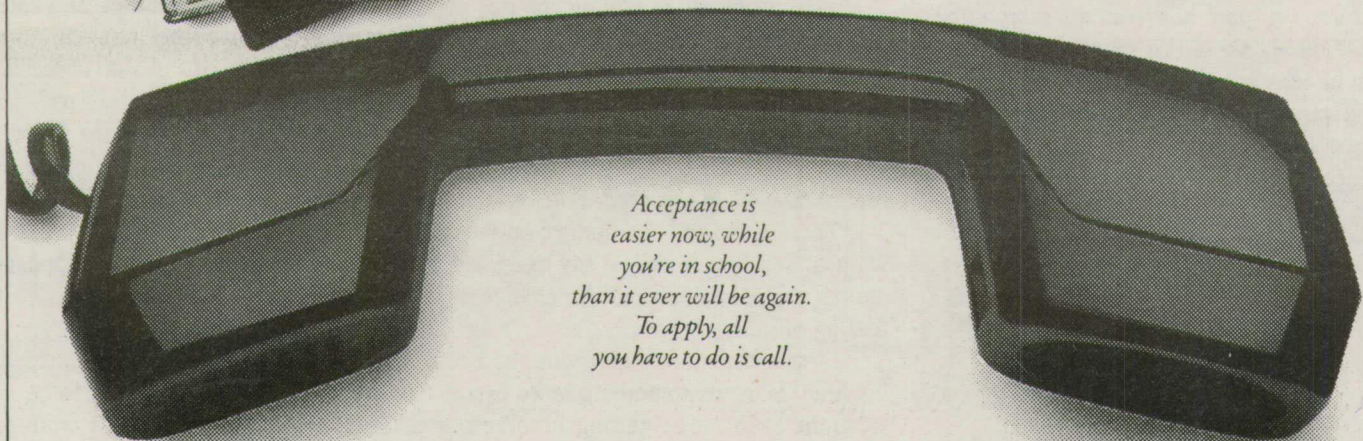 Acceptance is
easier now, while
you're in school,
than it ever will be again.
To apply, all
you have to do is call.